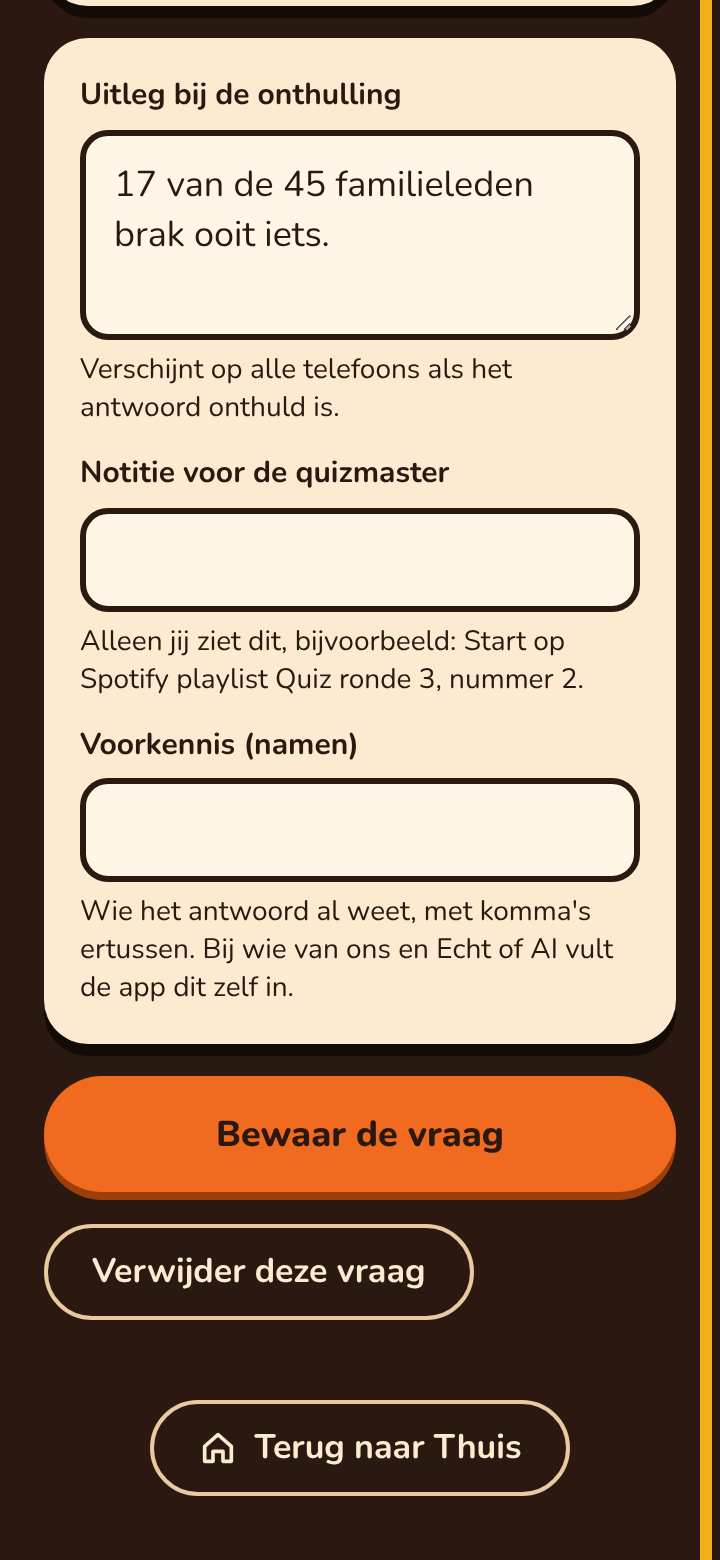 Uitleg bij de onthulling
17 van de 45 familieleden
brak ooit iets.
Verschijnt op alle telefoons als het
antwoord onthuld is.
Notitie voor de quizmaster
Alleen jij ziet dit, bijvoorbeeld: Start op
Spotify playlist Quiz ronde 3, nummer 2.
Voorkennis (namen)
Wie het antwoord al weet, met komma's
ertussen. Bij wie van ons en Echt of AI vult
de app dit zelf in.
Bewaar de vraag
Verwijder deze vraag
Terug naar Thuis